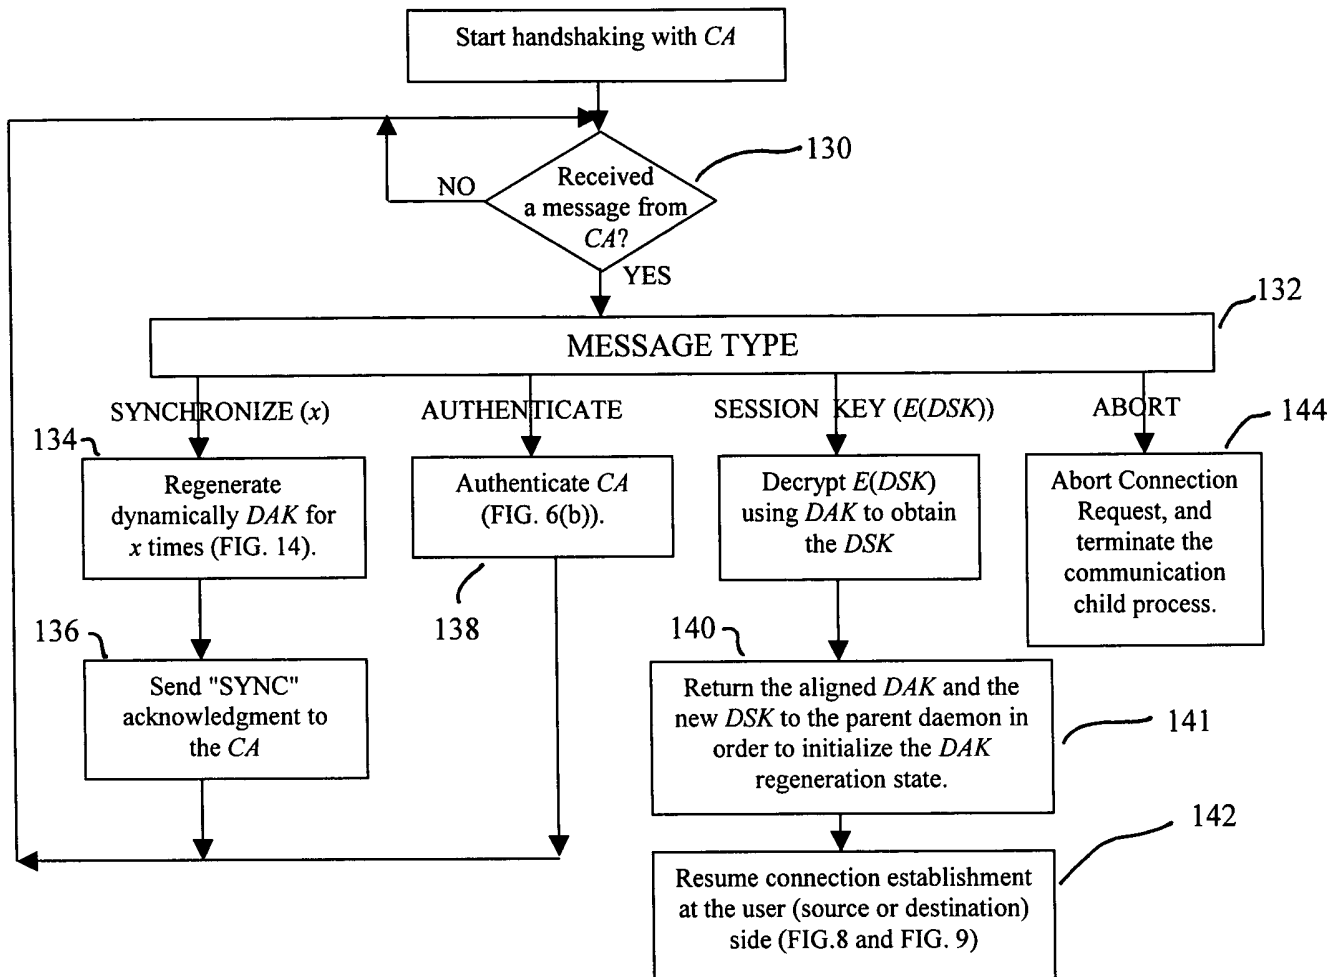 Start handshaking with CA
130
NO
Received
a message from
CA?
YES
132
MESSAGE TYPE
SYNCHRONIZE (x)
AUTHENTICATE
SESSION KEY (E(DSK))
ABORT
134
144
Regenerate
dynamically DAK for
x times (FIG. 14).
Authenticate CA
(FIG. 6(b)).
Decrypt E(DSK)
using DAK to obtain
the DSK
Abort Connection
Request, and
terminate the
communication
child process.
136
138
140
Send "SYNC"
acknowledgment to
the CA
Return the aligned DAK and the
new DSK to the parent daemon in
order to initialize the DAK
regeneration state.
141
142
Resume connection establishment
at the user (source or destination)
side (FIG.8 and FIG. 9)